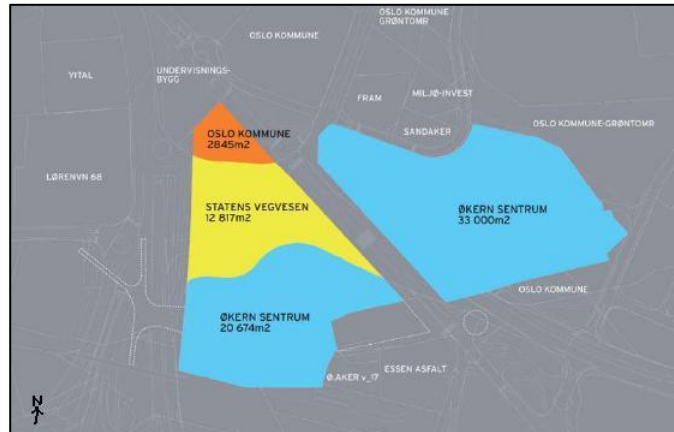 OSLO KOMMUNE
OSLO KOMMUNE
GRØNTOMR
VITAL
UNDERVISNINGS-
BYGG
FRAM
MILJØ-INVEST
OSLO KOMMUNE
2845m2
SANDAKER
OSLO KOMMUNE-GRØNTOMR
LØRENVN 68
STATENS VEGVESEN
12 817m2
ØKERN SENTRUM
33 000m2
OSLO KOMMUNE
ØKERN SENTRUM
20 674m2
ESSEN ASFALT
Ø.AKER v_17
N